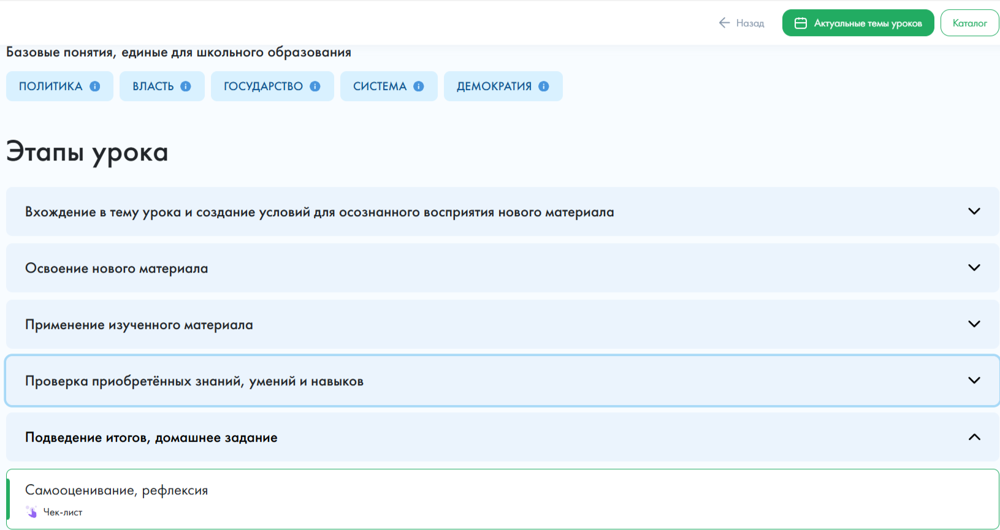 Назад
Актуальные темы уроков
Каталог
Базовые понятия, единые для школьного образования
ПОЛИТИКА
ВЛАСТЬ
ГОСУДАРСТВО
СИСТЕМА
ДЕМОКРАТИЯ
Этапы урока
Вхождение в тему урока и создание условий для осознанного восприятия нового материала
Освоение нового материала
Применение изученного материала
Проверка приобретённых знаний, умений и навыков
Подведение итогов, домашнее задание
Самооценивание, рефлексия
Чек-лист